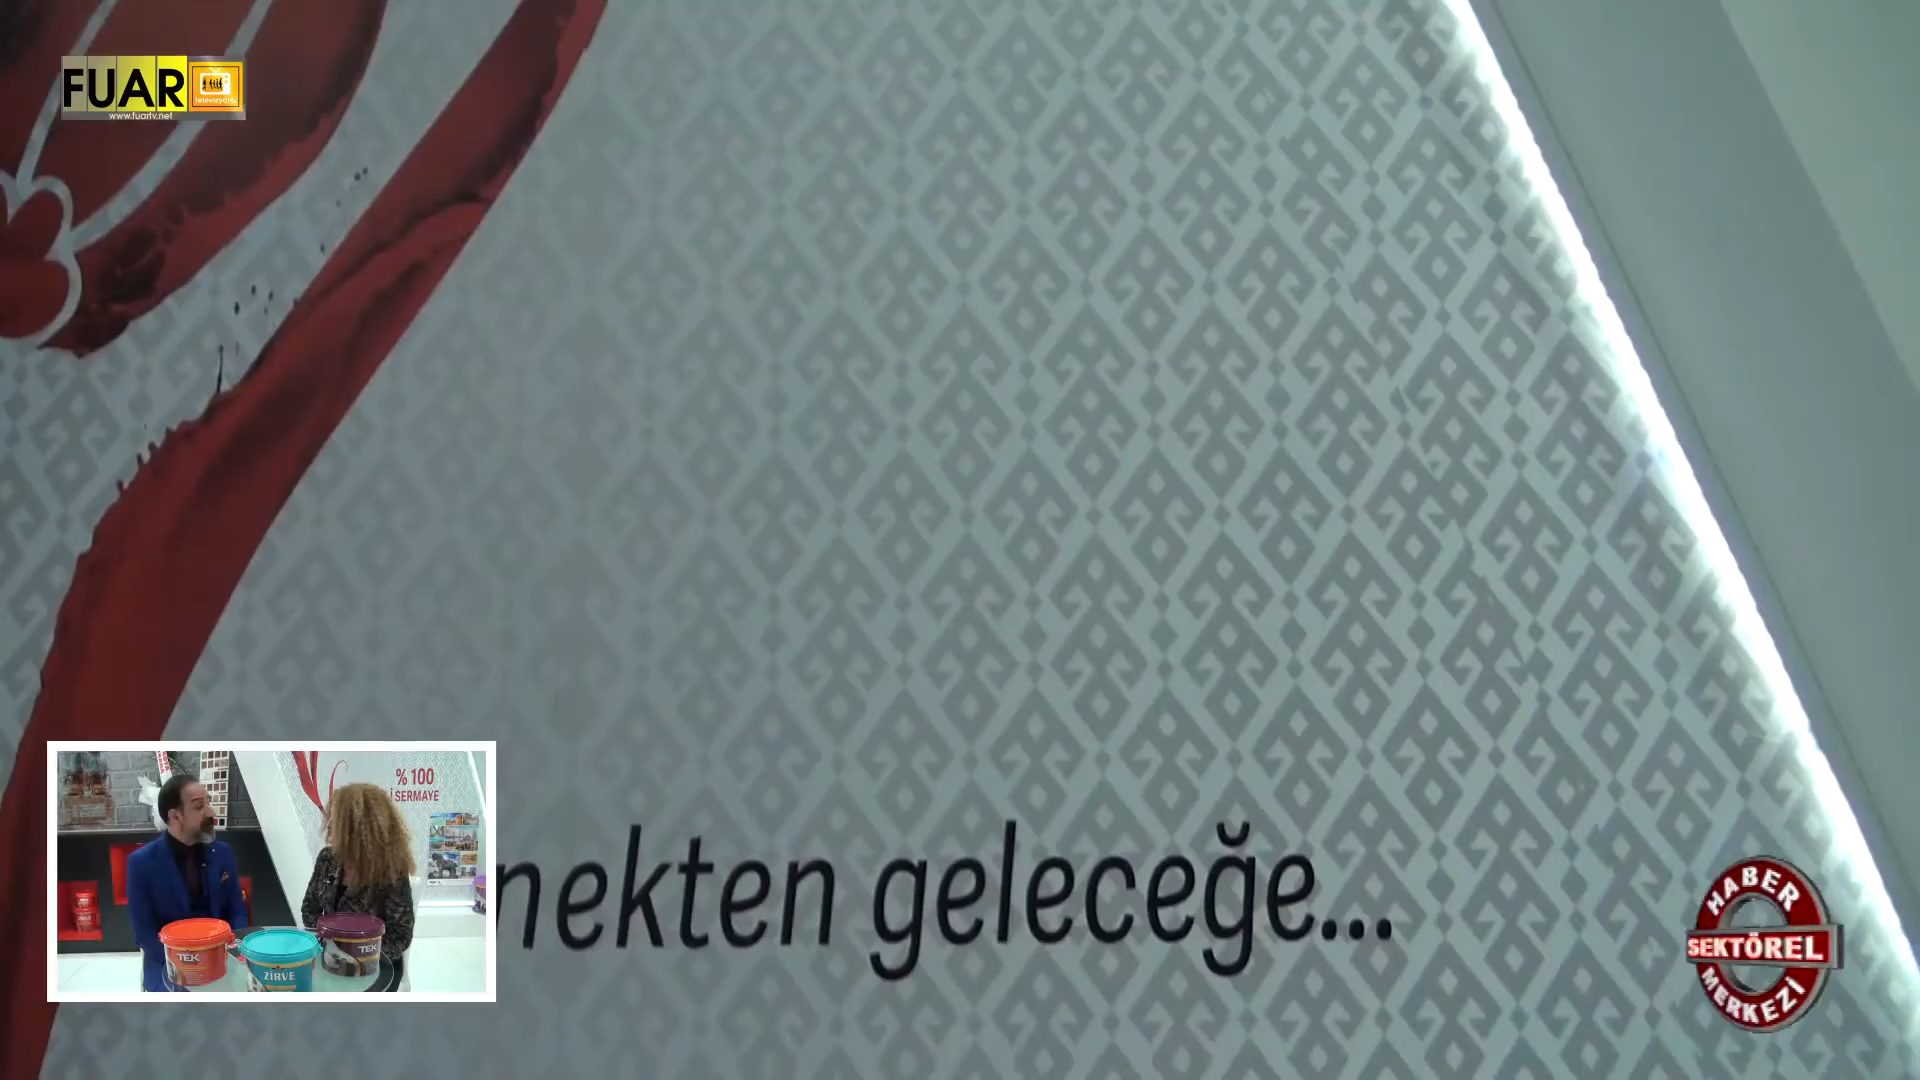 FUAR
televizyonu
www.fuartv.net
% 100
İ SERMAYE
nekten geleceğe...
TEK
ZİRVE
TEK
HABER
SEKTÖREL
MERKEZİ